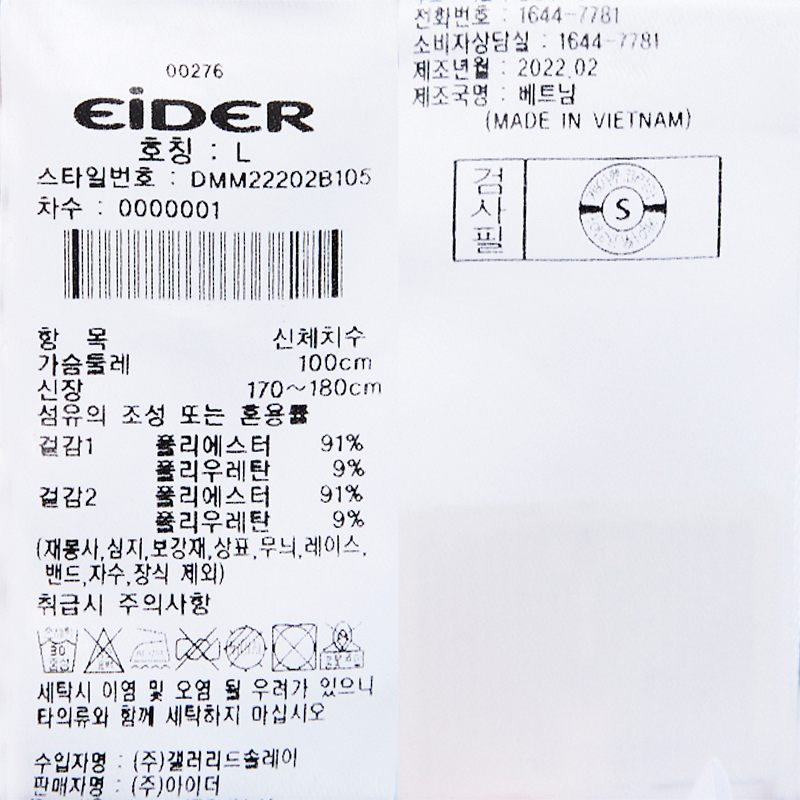 00276
EiDER
호칭 : L
스타일번호 : DMM22202B105
차수 : 0000001
항 목 신체치수
가슴둘레 100cm
신장 170~180cm
섬유의 조성 또는 혼용률
겉감1 폴리에스터 91%
폴리우레탄 9%
겉감2 폴리에스터 91%
폴리우레탄 9%
(재봉사,심지,보강재,상표,무늬,레이스,
밴드,자수,장식 제외)
취급시 주의사항
30
세탁시 이염 및 오염 될 우려가 있으니
타의류와 함께 세탁하지 마십시오
수입자명 : (주)갤러리드솔레이
판매자명 : (주)아이더
전화번호 : 1644-7781
소비자상담실 : 1644-7781
제조년월 : 2022.02
제조국명 : 베트남
(MADE IN VIETNAM)
검사필
S